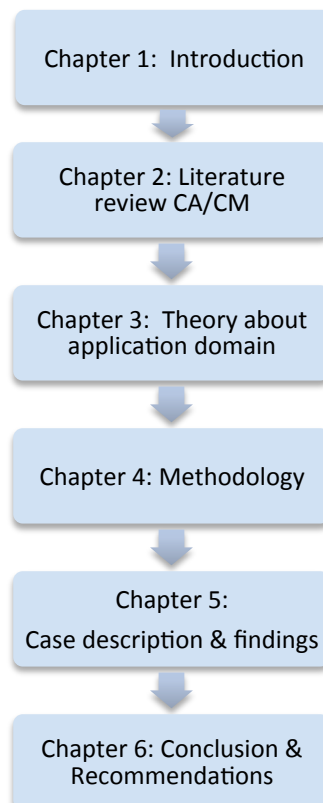 Chapter 1:  Introduction
Chapter 2: Literature
review CA/CM
Chapter 3:  Theory about
application domain
Chapter 4: Methodology
Chapter 5:
Case description & findings
Chapter 6: Conclusion &
Recommendations